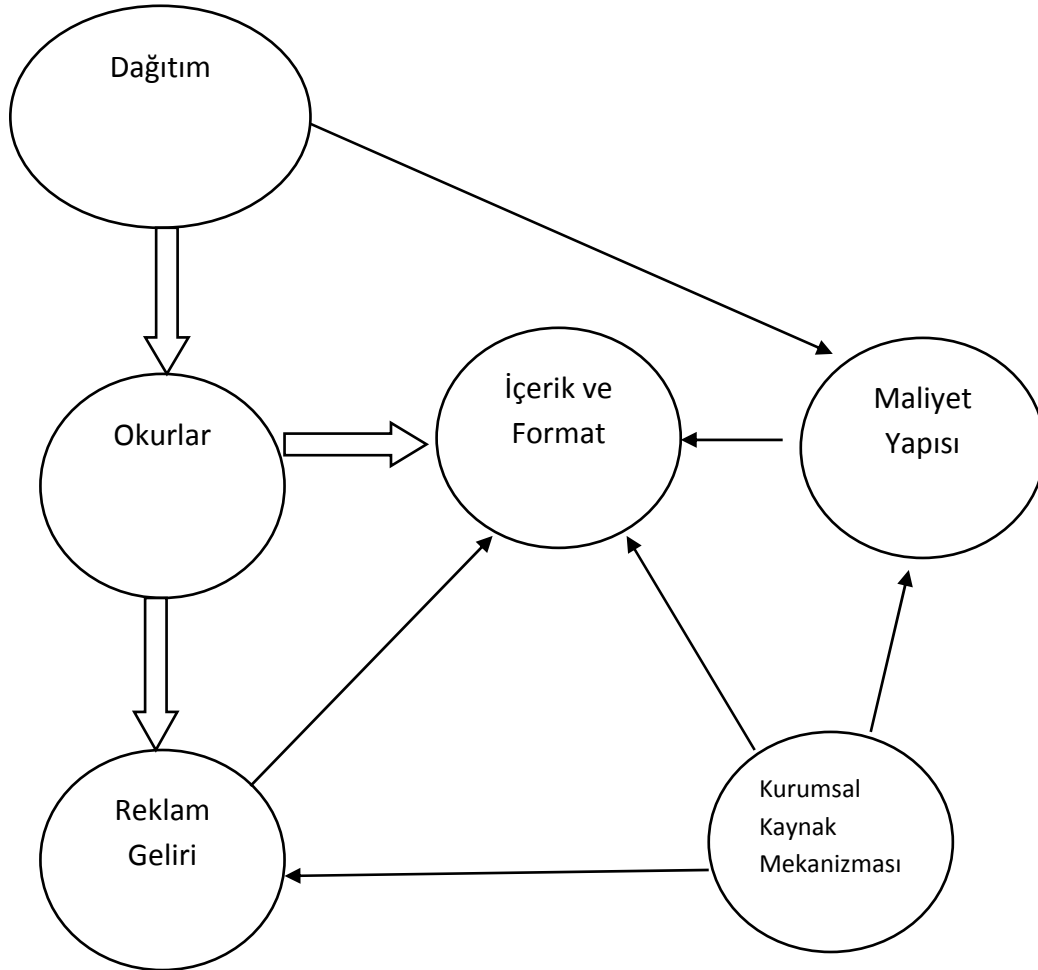 Dağıtım
Okurlar
İçerik ve
Format
Maliyet
Yapısı
Reklam
Geliri
Kurumsal
Kaynak
Mekanizması